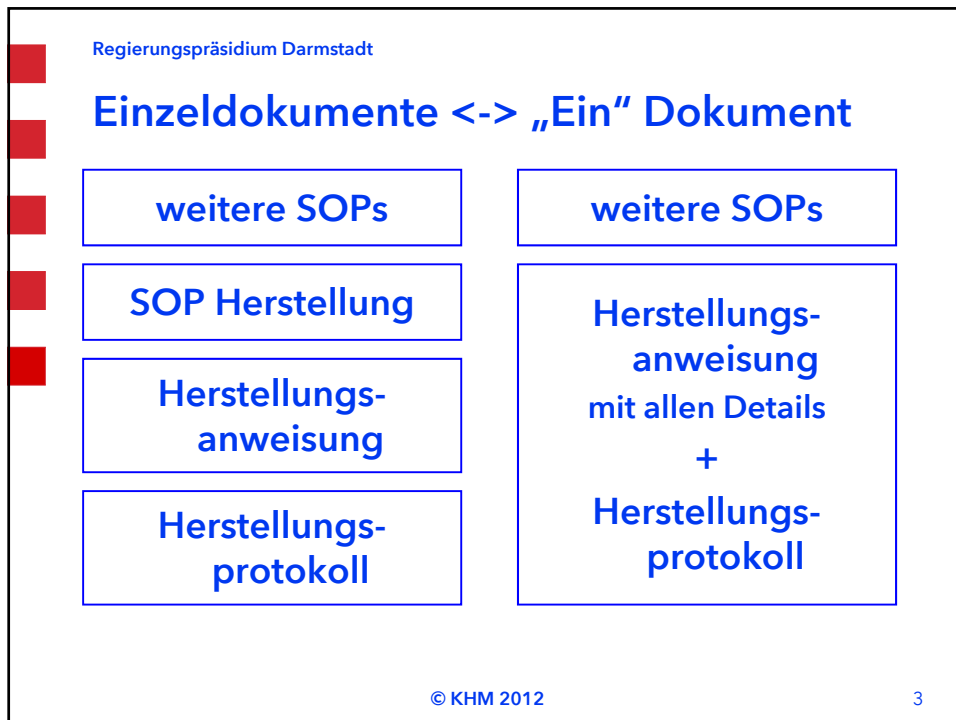 Regierungspräsidium Darmstadt
Einzeldokumente <-> „Ein“ Dokument
weitere SOPs
SOP Herstellung
Herstellungs-
anweisung
Herstellungs-
protokoll
weitere SOPs
Herstellungs-
anweisung
mit allen Details
+
Herstellungs-
protokoll
© KHM 2012
3